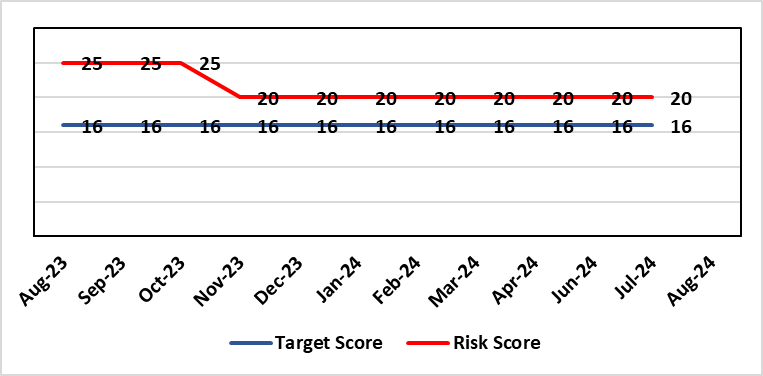 25 25 25
20 20 20 20 20 20 20 20
16 16 16 16 16 16 16 16 16 16 16
Aug-23 Sep-23 Oct-23 Nov-23 Dec-23 Jan-24 Feb-24 Mar-24 Apr-24 Jun-24 Jul-24 Aug-24
Target Score Risk Score